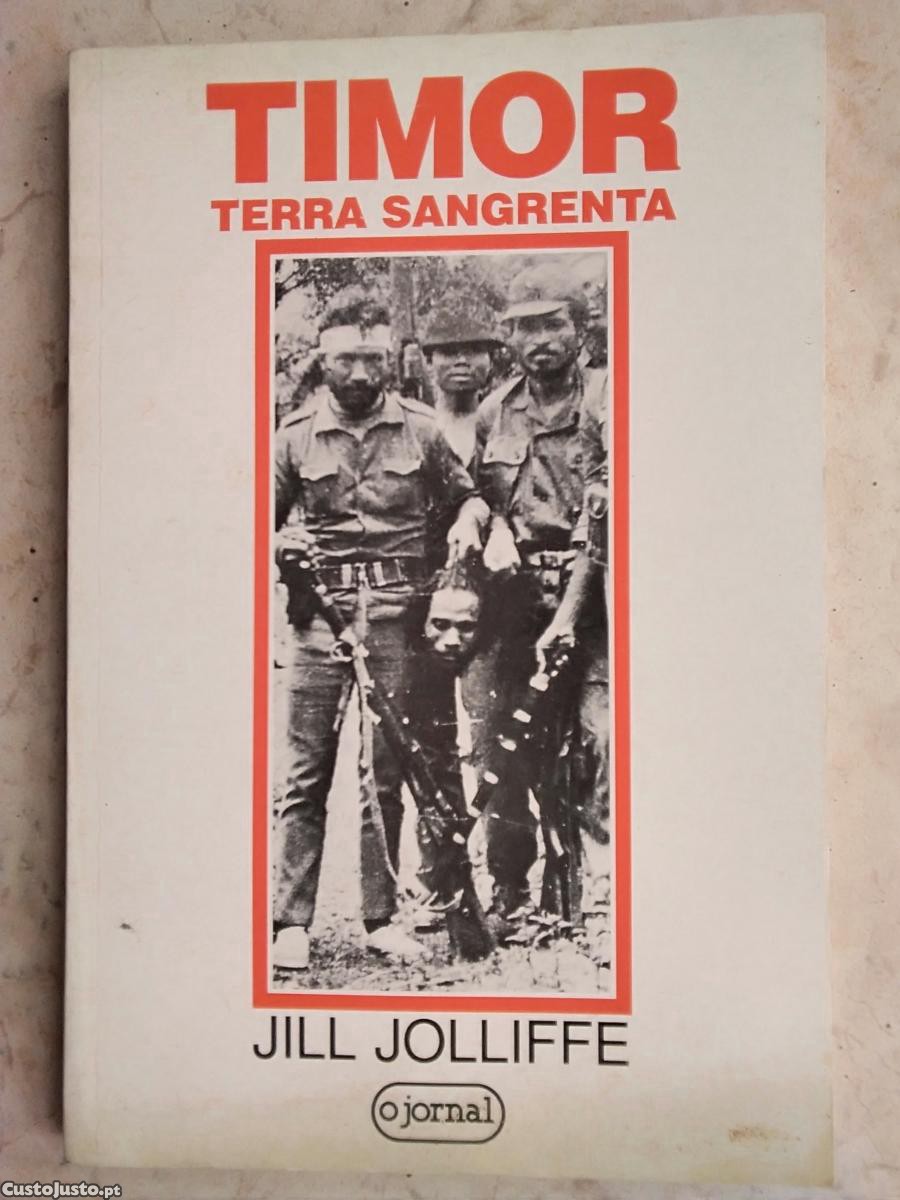 TIMOR
TERRA SANGRENTA
JILL JOLLIFFE
o jornal
CustoJusto.pt